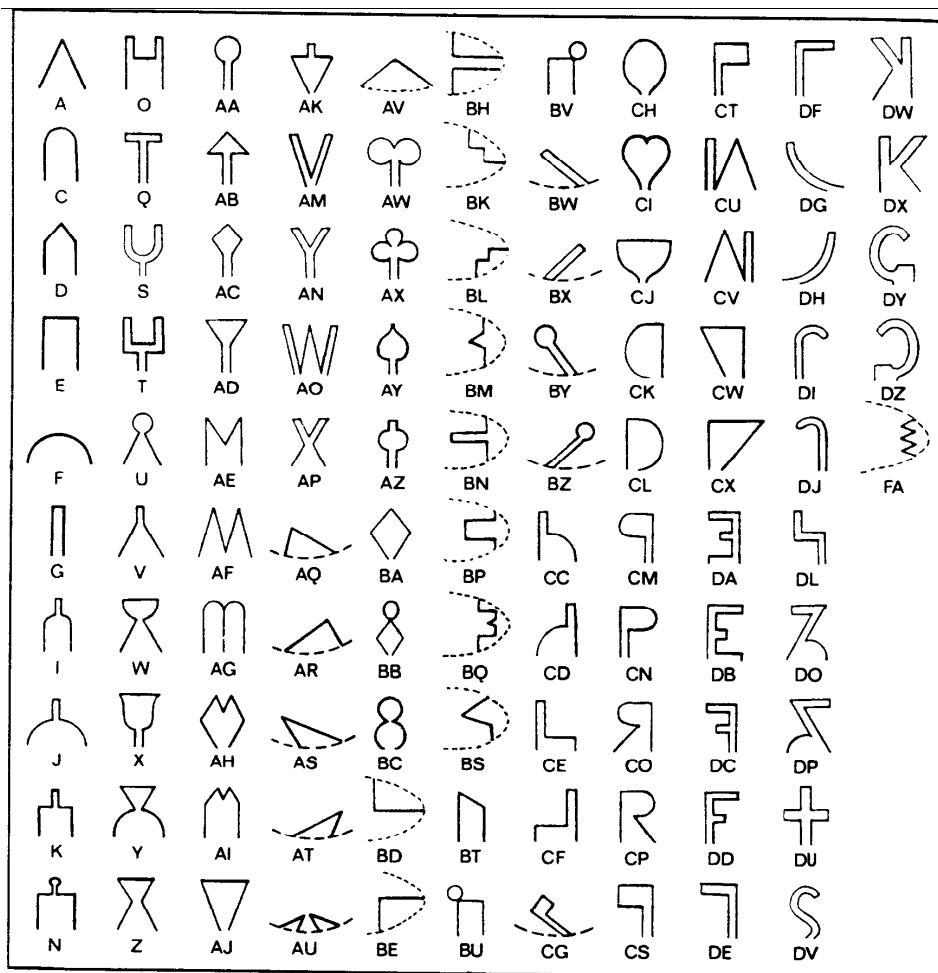 A O AA AK AV BH BV CH CT DF DW
C Q AB AM AW BK BW CI CU DG DX
D S AC AN AX BL BX CJ CV DH DY
E T AD AO AY BM BY CK CW DI DZ
F U AE AP AZ BN BZ CL CX DJ FA
G V AF AQ BA BP CC CM DA DL
I W AG AR BB BQ CD CN DB DO
J X AH AS BC BS CE CO DC DP
K Y AI AT BD BT CF CP DD DU
N Z AJ AU BE BU CG CS DE DV